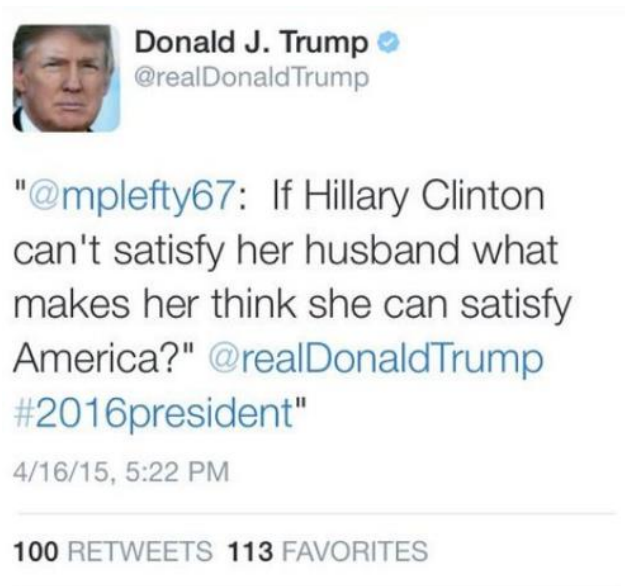 Donald J. Trump
@realDonaldTrump
"@mplefty67: If Hillary Clinton
can't satisfy her husband what
makes her think she can satisfy
America?" @realDonaldTrump
#2016president"
4/16/15, 5:22 PM
100 RETWEETS 113 FAVORITES